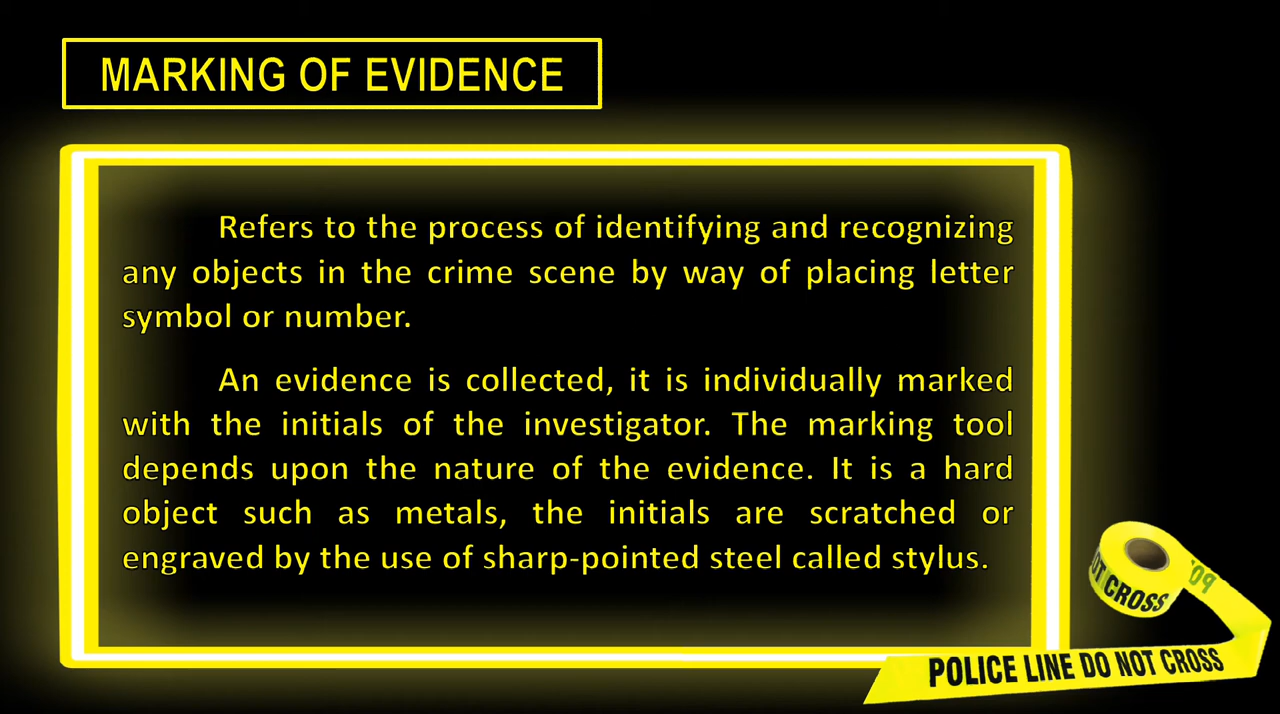 MARKING OF EVIDENCE
Refers to the process of identifying and recognizing
any objects in the crime scene by way of placing letter
symbol or number.
An evidence is collected, it is individually marked
with the initials of the investigator. The marking tool
depends upon the nature of the evidence. It is a hard
object such as metals, the initials are scratched or
engraved by the use of sharp-pointed steel called stylus.
OT CROSS
PO
POLICE LINE DO NOT CROSS